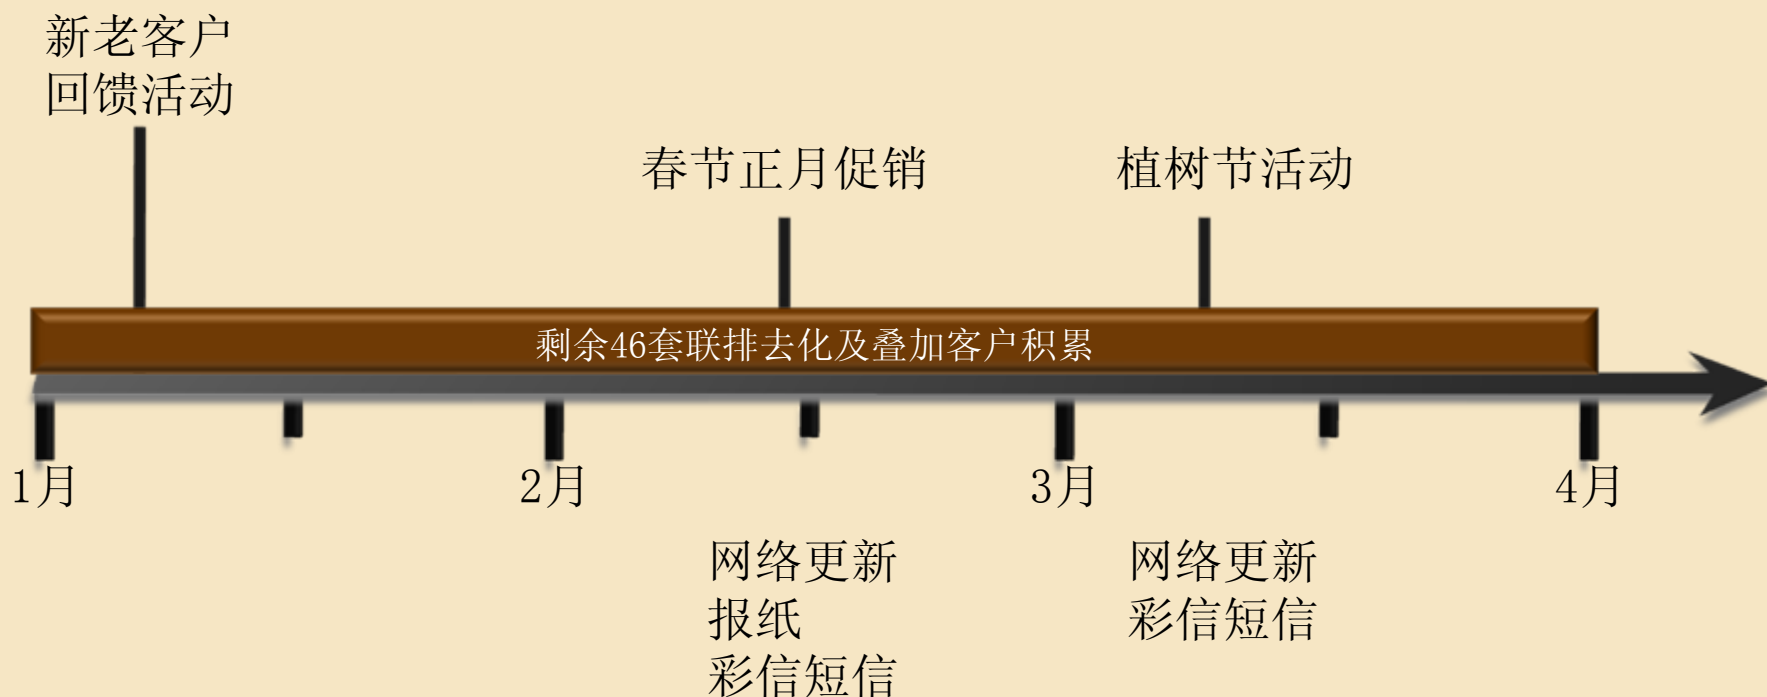 新老客户
回馈活动
春节正月促销
植树节活动
剩余46套联排去化及叠加客户积累
1月
2月
3月
4月
网络更新
报纸
彩信短信
网络更新
彩信短信